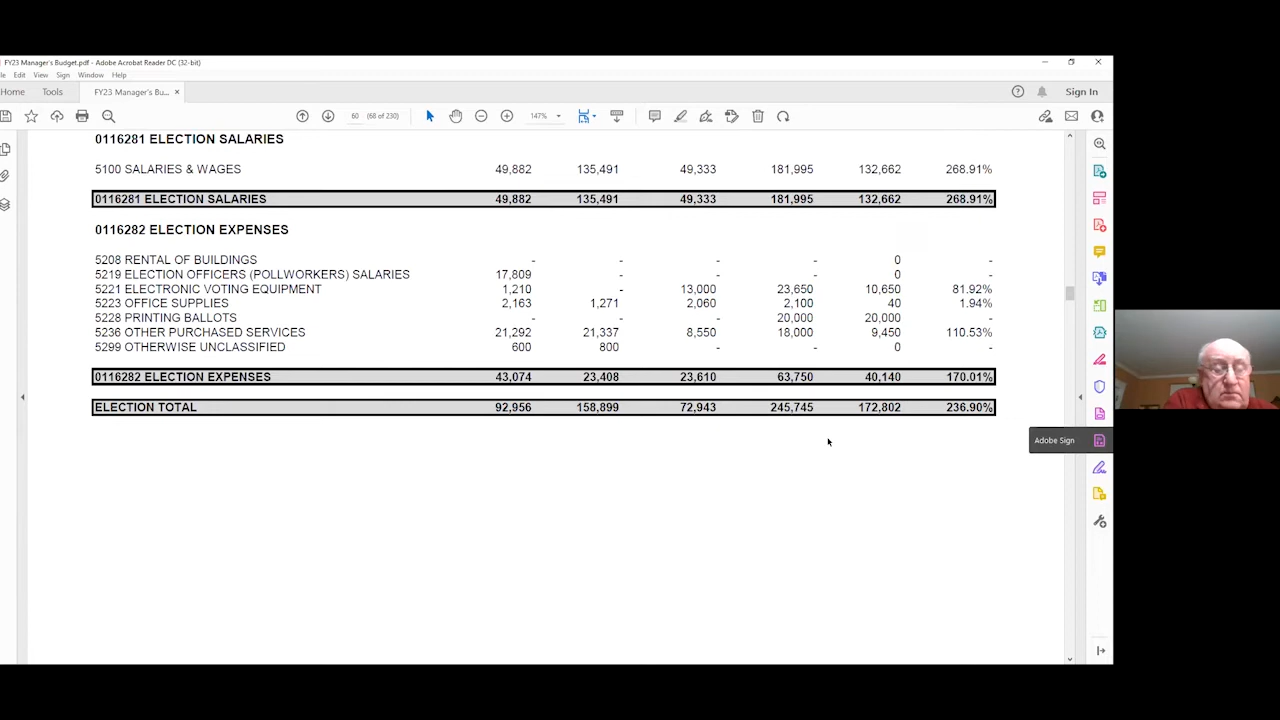 FY23 Manager's Budget.pdf - Adobe Acrobat Reader DC (32-bit)
le Edit View Sign Window Help
Home Tools FY23 Manager's Bu... × Sign In
60 (68 of 230) 147%
0116281 ELECTION SALARIES
5100 SALARIES & WAGES 49,882 135,491 49,333 181,995 132,662 268.91%
0116281 ELECTION SALARIES 49,882 135,491 49,333 181,995 132,662 268.91%
0116282 ELECTION EXPENSES
5208 RENTAL OF BUILDINGS - - - - 0 -
5219 ELECTION OFFICERS (POLLWORKERS) SALARIES 17,809 - - - 0 -
5221 ELECTRONIC VOTING EQUIPMENT 1,210 - 13,000 23,650 10,650 81.92%
5223 OFFICE SUPPLIES 2,163 1,271 2,060 2,100 40 1.94%
5228 PRINTING BALLOTS - - - 20,000 20,000 -
5236 OTHER PURCHASED SERVICES 21,292 21,337 8,550 18,000 9,450 110.53%
5299 OTHERWISE UNCLASSIFIED 600 800 - - 0 -
0116282 ELECTION EXPENSES 43,074 23,408 23,610 63,750 40,140 170.01%
ELECTION TOTAL 92,956 158,899 72,943 245,745 172,802 236.90%
Adobe Sign